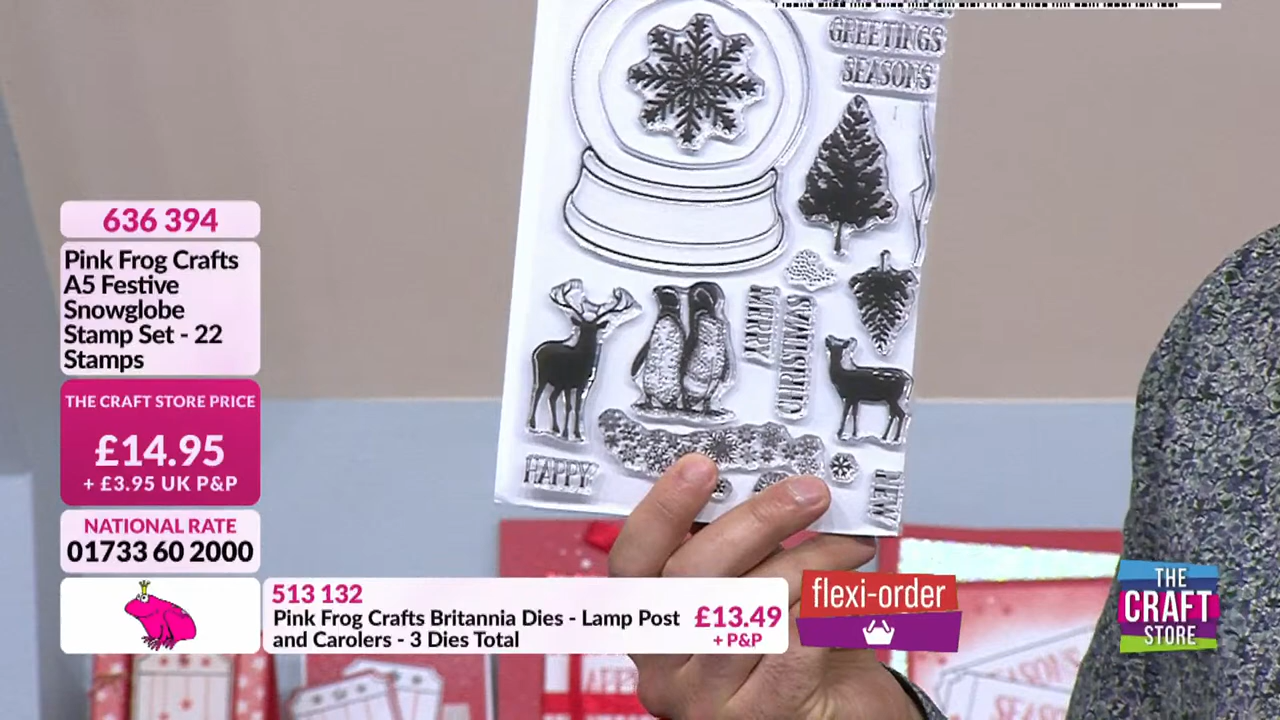 GREETINGS
SEASONS
MERRY
CHRISTMAS
HAPPY
NEW
636 394
Pink Frog Crafts
A5 Festive
Snowglobe
Stamp Set - 22
Stamps
THE CRAFT STORE PRICE
£14.95
+ £3.95 UK P&P
NATIONAL RATE
01733 60 2000
513 132
Pink Frog Crafts Britannia Dies - Lamp Post
and Carolers - 3 Dies Total
£13.49
+ P&P
flexi-order
THE
CRAFT
STORE